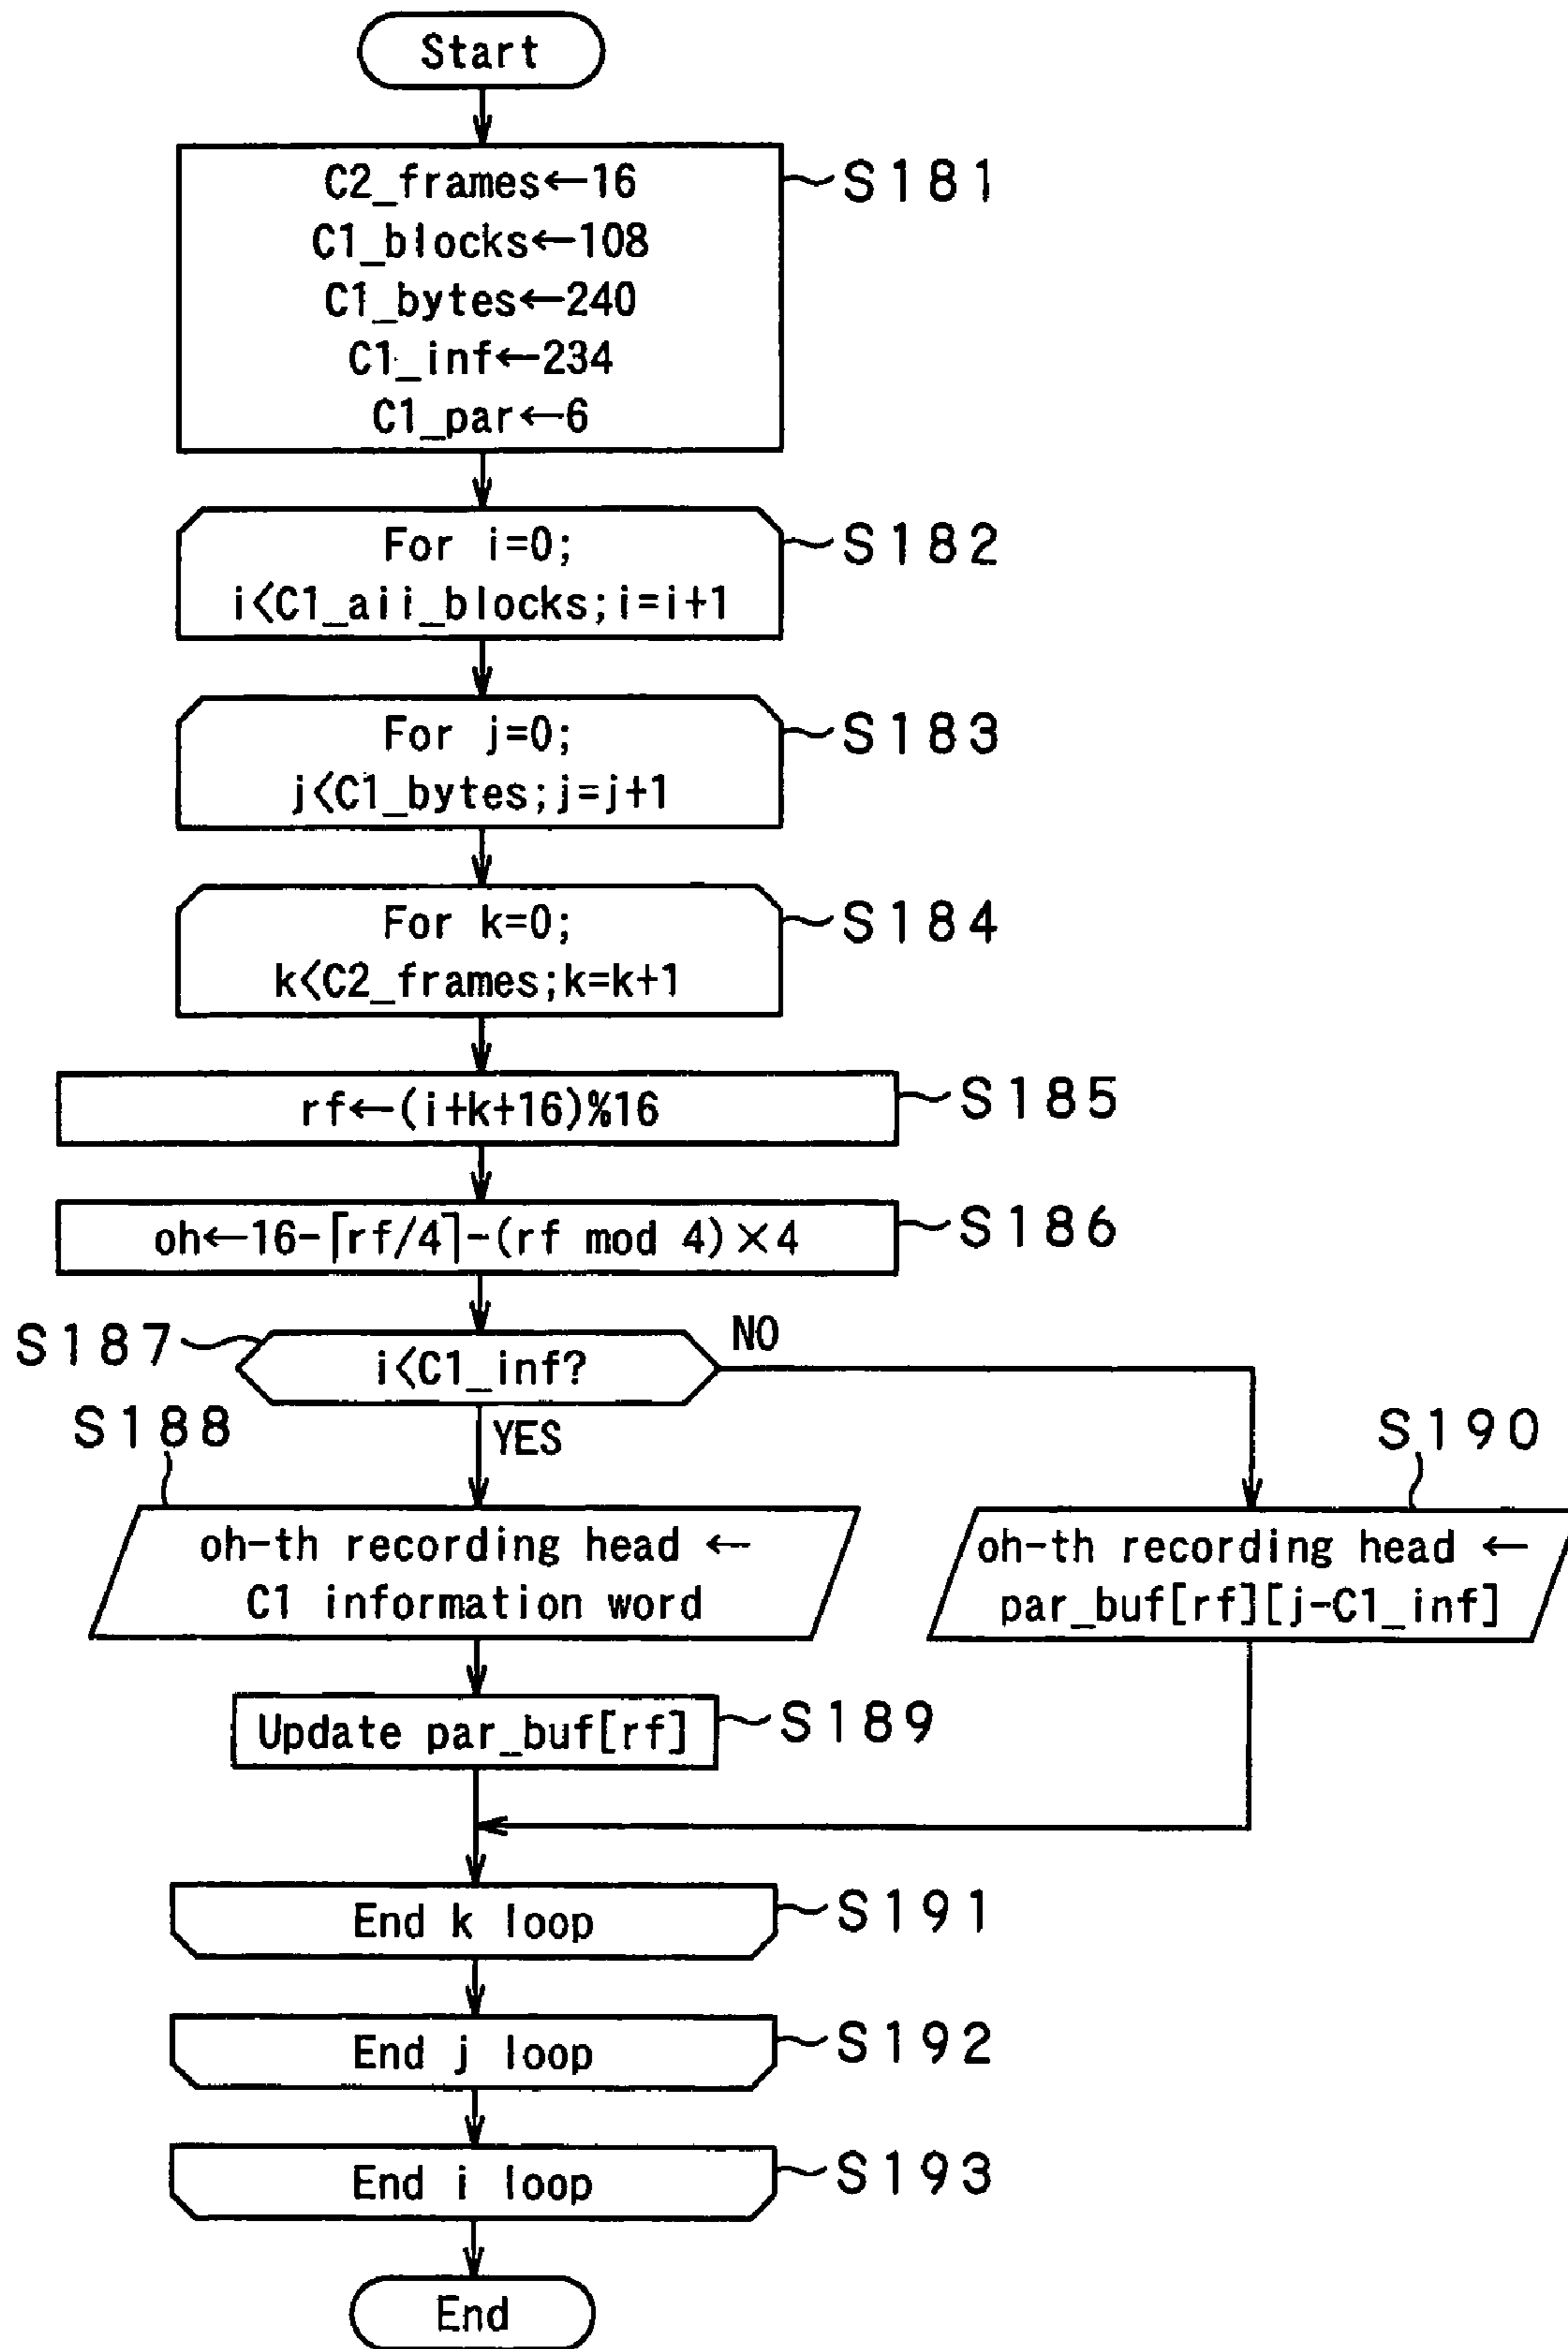 Start
C2_frames←16
S181
C1_blocks←108
C1_bytes←240
C1_inf←234
C1_par←6
For i=0;
S182
i<C1_aii_blocks;i=i+1
For j=0;
S183
j<C1_bytes;j=j+1
For k=0;
S184
k<C2_frames;k=k+1
rf←(i+k+16)%16
S185
oh←16-⌈rf/4⌉-(rf mod 4)×4
S186
S187
i<C1_inf?
NO
S188
YES
S190
oh-th recording head ←
C1 information word
oh-th recording head ←
par_buf[rf][j-C1_inf]
Update par_buf[rf]
S189
End k loop
S191
End j loop
S192
End i loop
S193
End